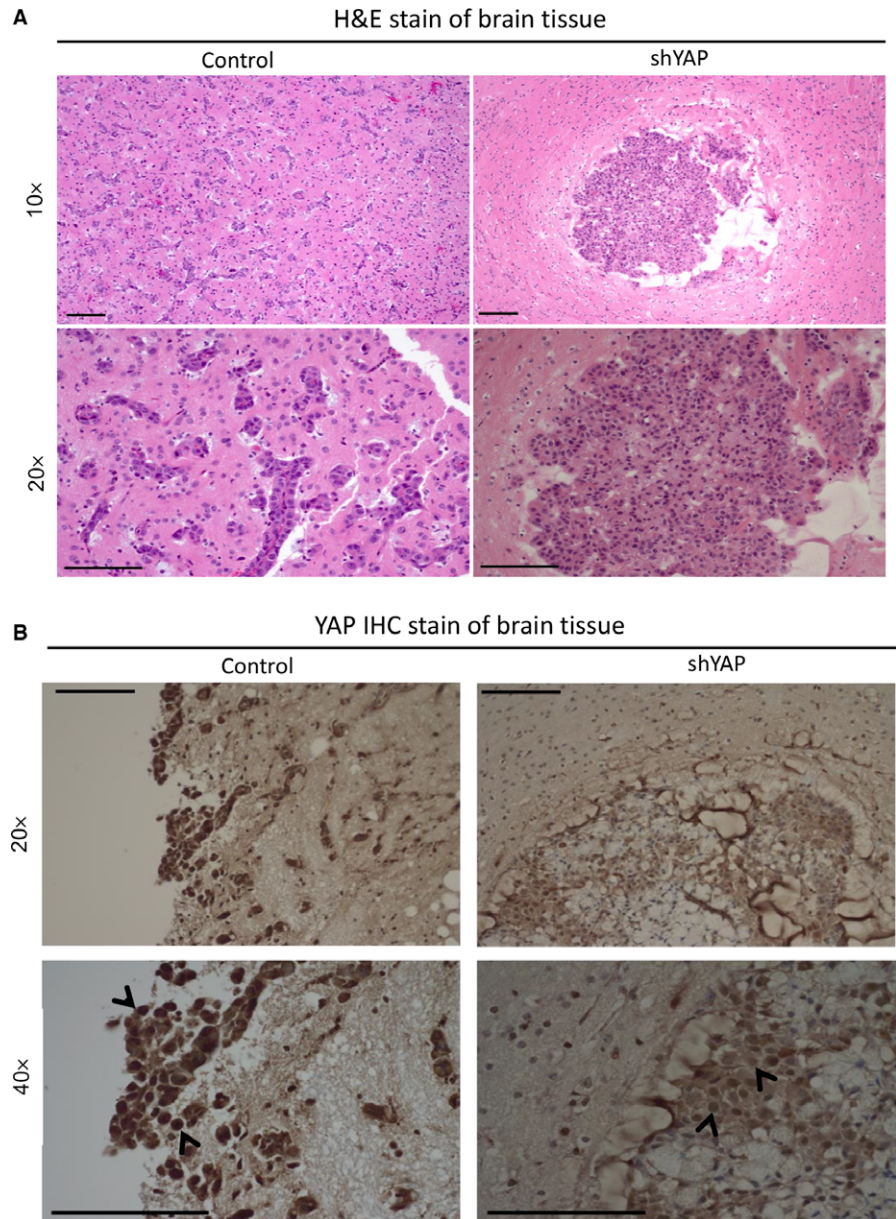 A
H&E stain of brain tissue
Control
shYAP
10×
20×
B
YAP IHC stain of brain tissue
Control
shYAP
20×
40×